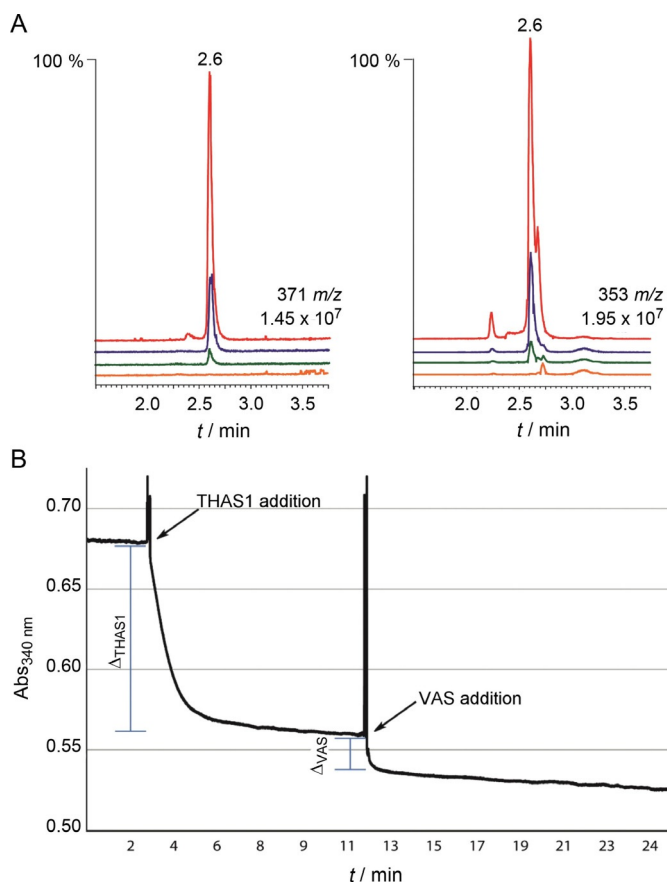 A
100 %
2.6
371 m/z
1.45 x 10⁷
2.0 2.5 3.0 3.5
t / min
100 %
2.6
353 m/z
1.95 x 10⁷
2.0 2.5 3.0 3.5
t / min
B
Abs340 nm
0.70
0.65
0.60
0.55
0.50
THAS1 addition
ΔTHAS1
VAS addition
ΔVAS
2 4 6 8 9 11 13 15 17 19 20 22 24
t / min